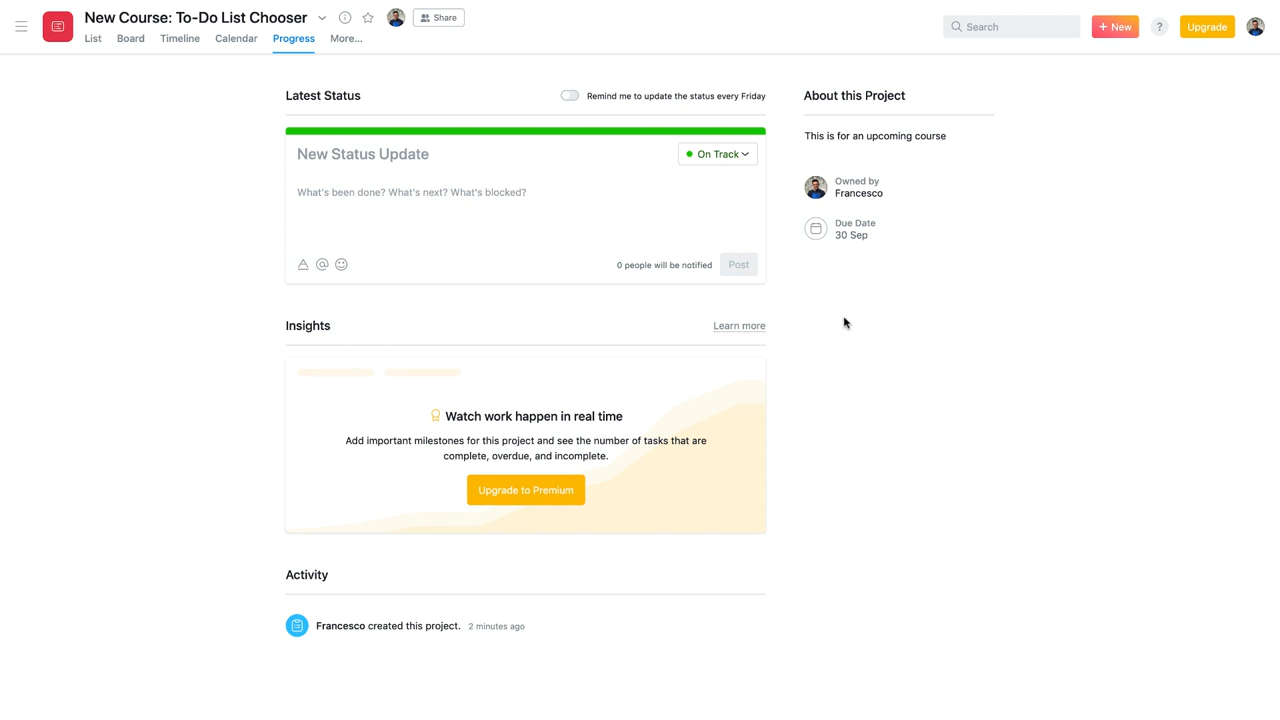 New Course: To-Do List Chooser
Share
List
Board
Timeline
Calendar
Progress
More...
Search
+ New
?
Upgrade
Latest Status
Remind me to update the status every Friday
New Status Update
On Track
What's been done? What's next? What's blocked?
0 people will be notified
Post
Insights
Learn more
Watch work happen in real time
Add important milestones for this project and see the number of tasks that are
complete, overdue, and incomplete.
Upgrade to Premium
Activity
Francesco created this project. 2 minutes ago
About this Project
This is for an upcoming course
Owned by
Francesco
Due Date
30 Sep